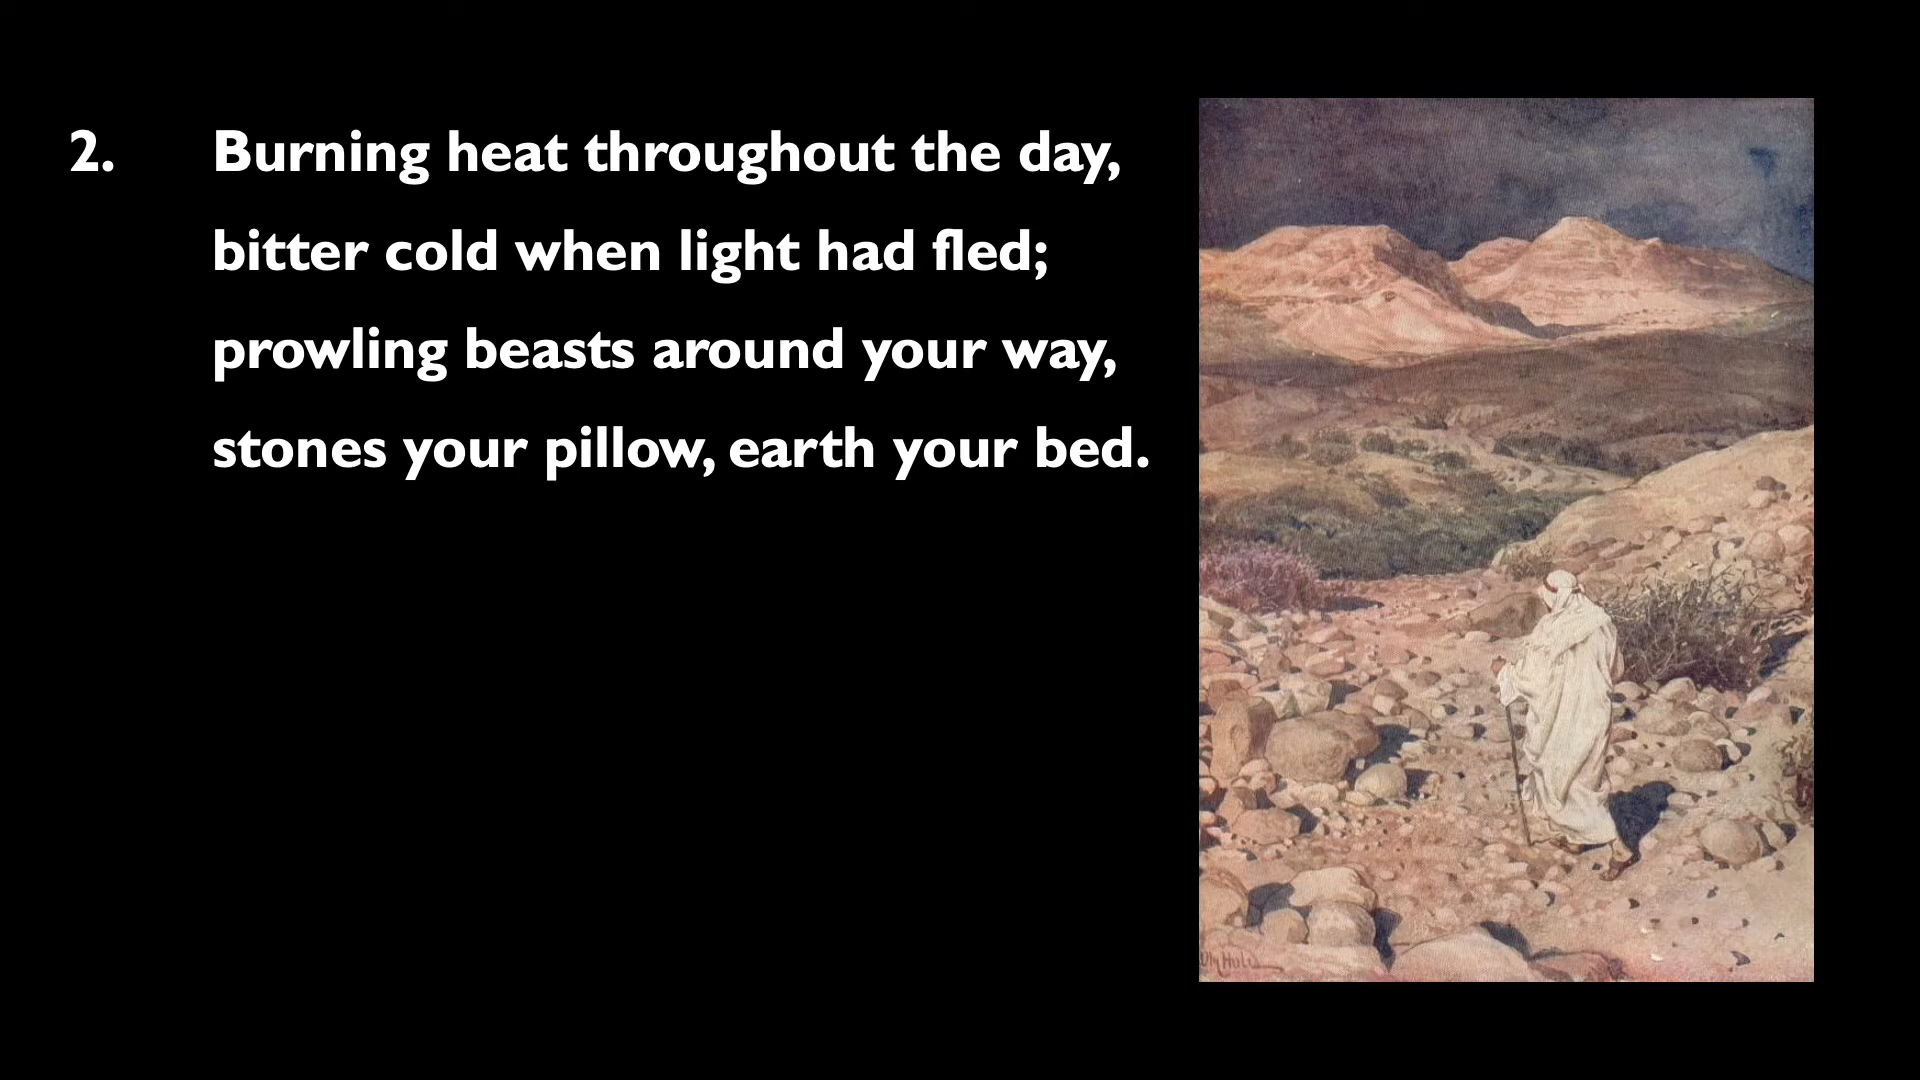 2. Burning heat throughout the day,
bitter cold when light had fled;
prowling beasts around your way,
stones your pillow, earth your bed.